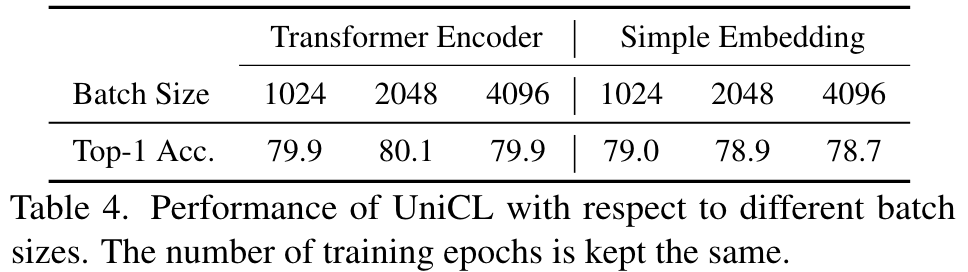 Transformer Encoder Simple Embedding
Batch Size 1024 2048 4096 1024 2048 4096
Top-1 Acc. 79.9 80.1 79.9 79.0 78.9 78.7
Table 4. Performance of UniCL with respect to different batch
sizes. The number of training epochs is kept the same.